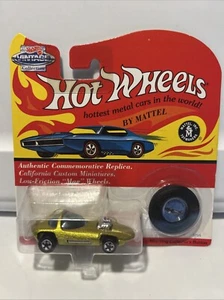 VINTAGE
HOT WHEELS
hottest metal cars in the world!
BY MATTEL
Authentic Commemorative Replica.
California Custom Miniatures.
Low-Friction "Mag" Wheels.